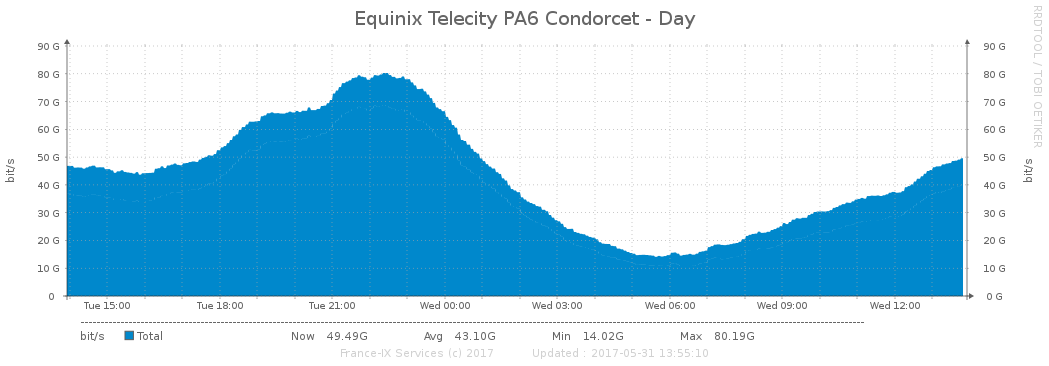 Equinix Telecity PA6 Condorcet - Day
RRDTOOL / TOBI OETIKER
90 G 90 G
80 G 80 G
70 G 70 G
60 G 60 G
50 G 50 G
40 G 40 G
30 G 30 G
20 G 20 G
10 G 10 G
0 0 G
bit/s bit/s
Tue 15:00 Tue 18:00 Tue 21:00 Wed 00:00 Wed 03:00 Wed 06:00 Wed 09:00 Wed 12:00
bit/s Total Now 49.49G Avg 43.10G Min 14.02G Max 80.19G
France-IX Services (c) 2017 Updated : 2017-05-31 13:55:10